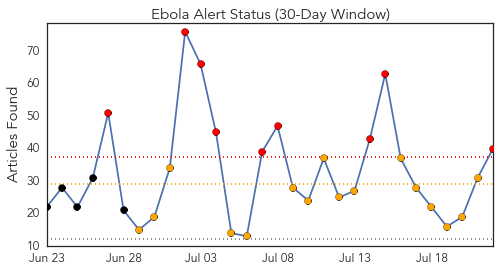 Ebola Alert Status (30-Day Window)
Articles Found
70
60
50
40
30
20
10
Jun 23 Jun 28 Jul 03 Jul 08 Jul 13 Jul 18